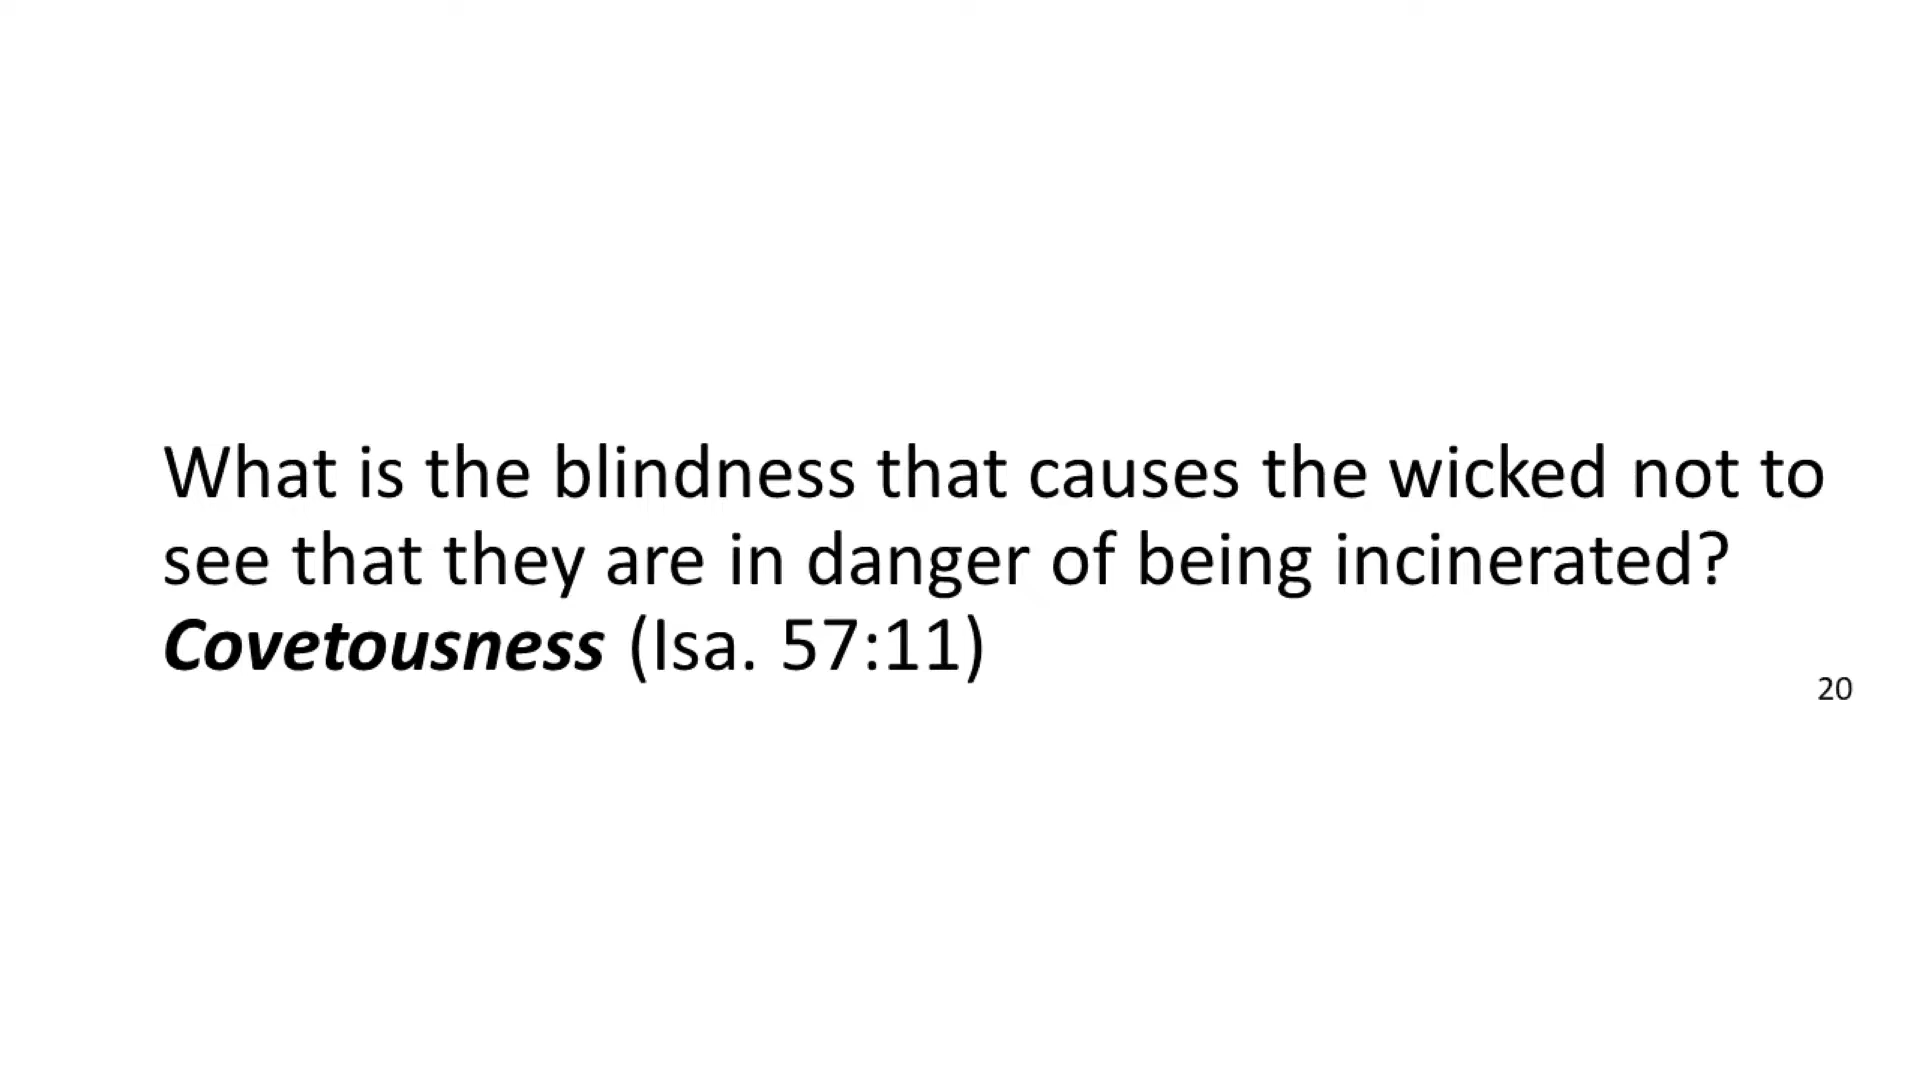 What is the blindness that causes the wicked not to
see that they are in danger of being incinerated?
Covetousness (Isa. 57:11)
20